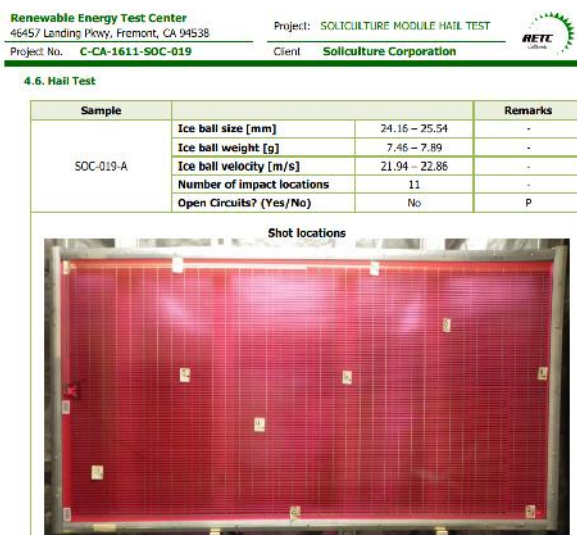 Renewable Energy Test Center
46457 Landing Pkwy, Fremont, CA 94538
Project: SOLICULTURE MODULE HAIL TEST
RETC
Project No. C-CA-1611-SOC-019
Client Soliculture Corporation
4.6. Hail Test
Sample Remarks
Ice ball size [mm] 24.16 – 25.54 -
Ice ball weight [g] 7.46 – 7.89 -
SOC-019-A
Ice ball velocity [m/s] 21.94 – 22.86 -
Number of impact locations 11 -
Open Circuits? (Yes/No) No P
Shot locations